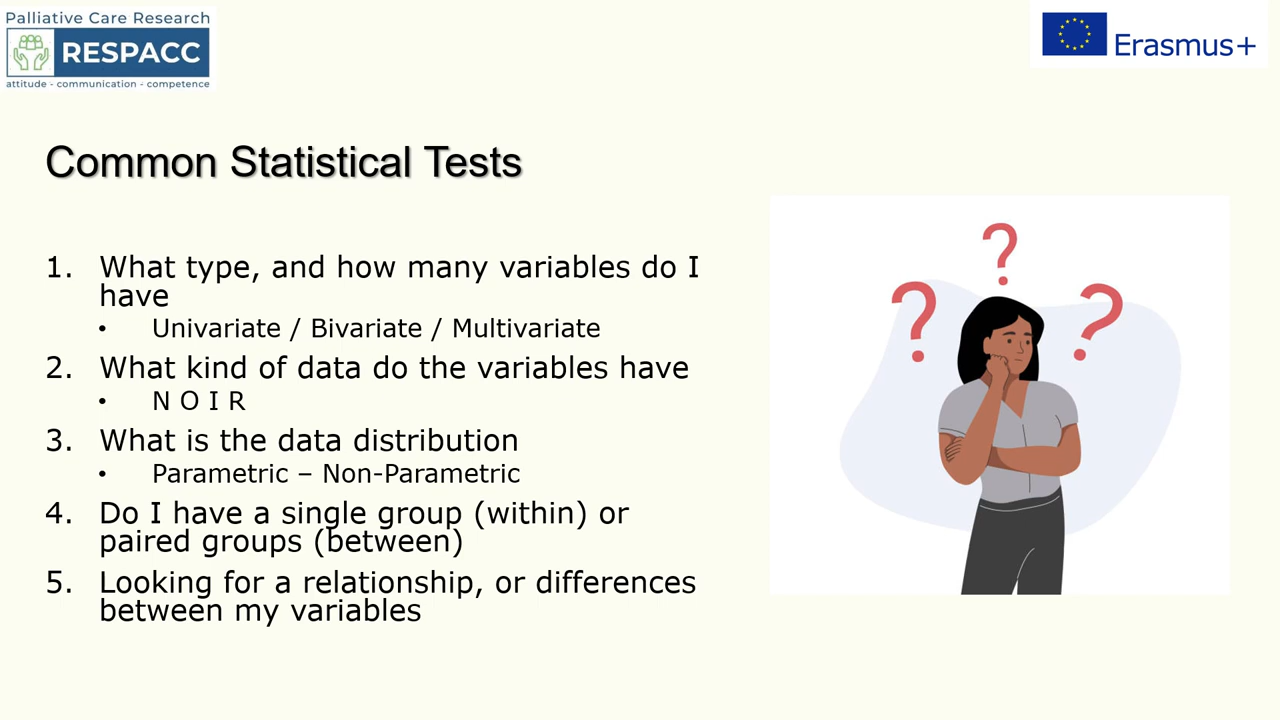 Palliative Care Research
RESPACC
attitude - communication - competence
Erasmus+
Common Statistical Tests
1. What type, and how many variables do I
have
• Univariate / Bivariate / Multivariate
2. What kind of data do the variables have
• N O I R
3. What is the data distribution
• Parametric – Non-Parametric
4. Do I have a single group (within) or
paired groups (between)
5. Looking for a relationship, or differences
between my variables
? ? ?